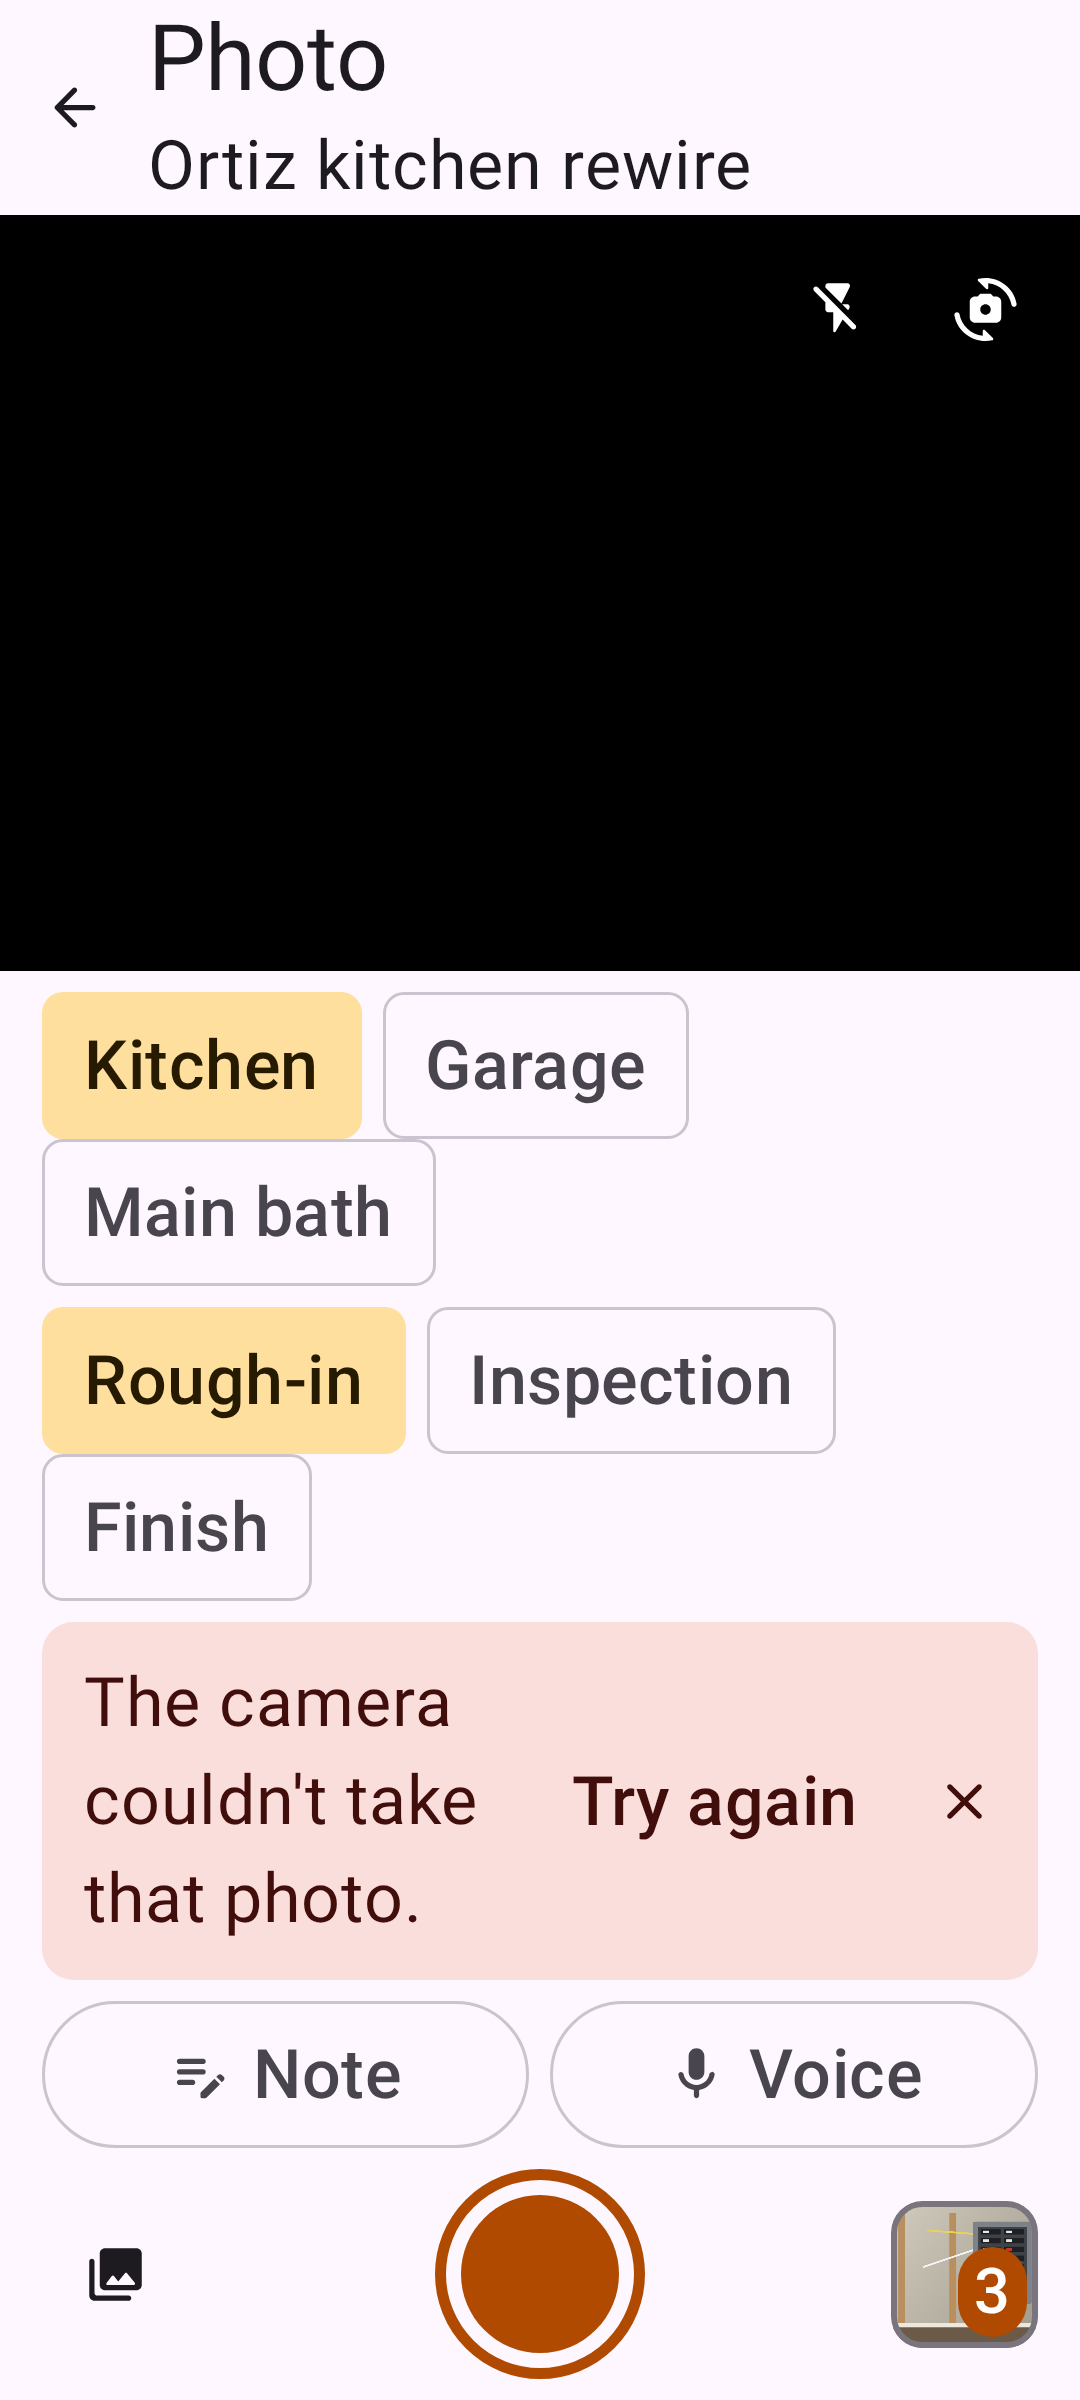 Photo
Ortiz kitchen rewire
Kitchen
Garage
Main bath
Rough-in
Inspection
Finish
The camera
couldn't take
that photo.
Try again
Note
Voice
3